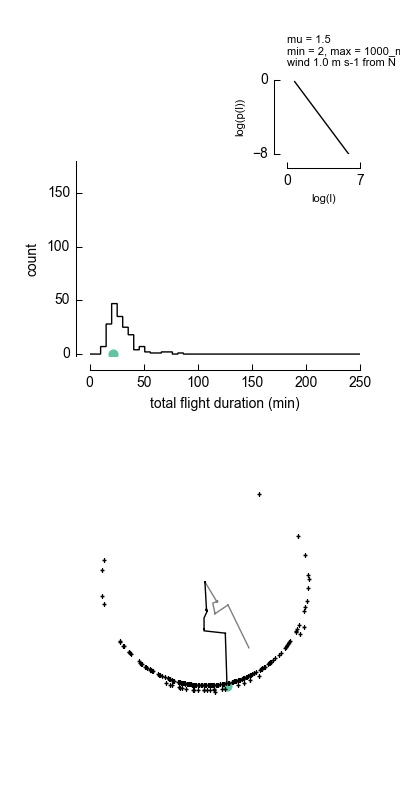 mu = 1.5
min = 2, max = 1000_m
wind 1.0 m s-1 from N
0
−8
log(p(l))
0 7
log(l)
150
100
50
0
count
0 50 100 150 200 250
total flight duration (min)